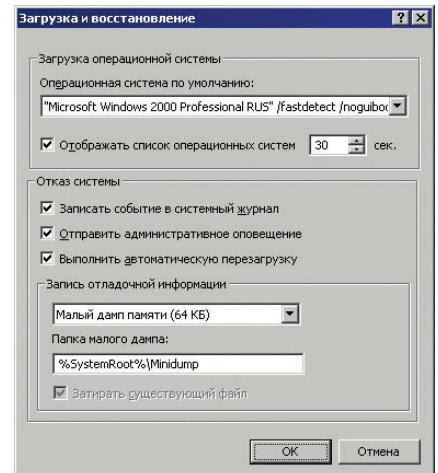 Загрузка и восстановление
Загрузка операционной системы
Операционная система по умолчанию:
"Microsoft Windows 2000 Professional RUS" /fastdetect /noguiboo
Отображать список операционных систем 30 сек.
Отказ системы
Записать событие в системный журнал
Отправить административное оповещение
Выполнить автоматическую перезагрузку
Запись отладочной информации
Малый дамп памяти (64 КБ)
Папка малого дампа:
%SystemRoot%\Minidump
Затирать существующий файл
ОК Отмена